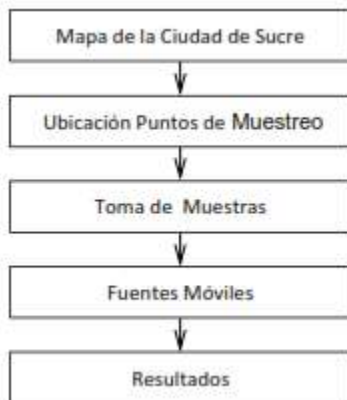 Mapa de la Ciudad de Sucre
Ubicación Puntos de Muestreo
Toma de Muestras
Fuentes Móviles
Resultados